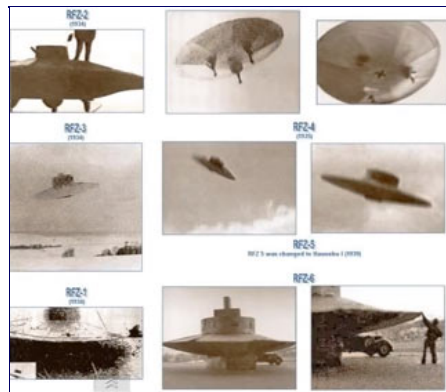 RFZ-2
(1934)
RFZ-3
(1934)
RFZ-4
(1935)
RFZ-5
RFZ 5 was changed to Haunebu I (1939)
RFZ-1
RFZ-6